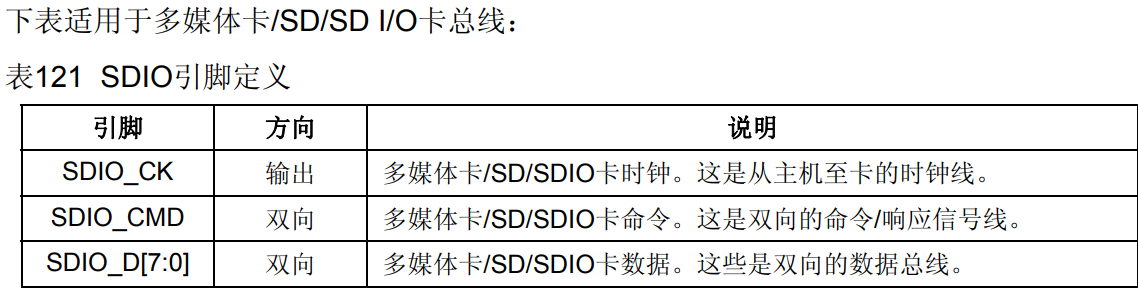 下表适用于多媒体卡/SD/SD I/O卡总线：
表121 SDIO引脚定义
引脚 方向 说明
SDIO_CK 输出 多媒体卡/SD/SDIO卡时钟。这是从主机至卡的时钟线。
SDIO_CMD 双向 多媒体卡/SD/SDIO卡命令。这是双向的命令/响应信号线。
SDIO_D[7:0] 双向 多媒体卡/SD/SDIO卡数据。这些是双向的数据总线。